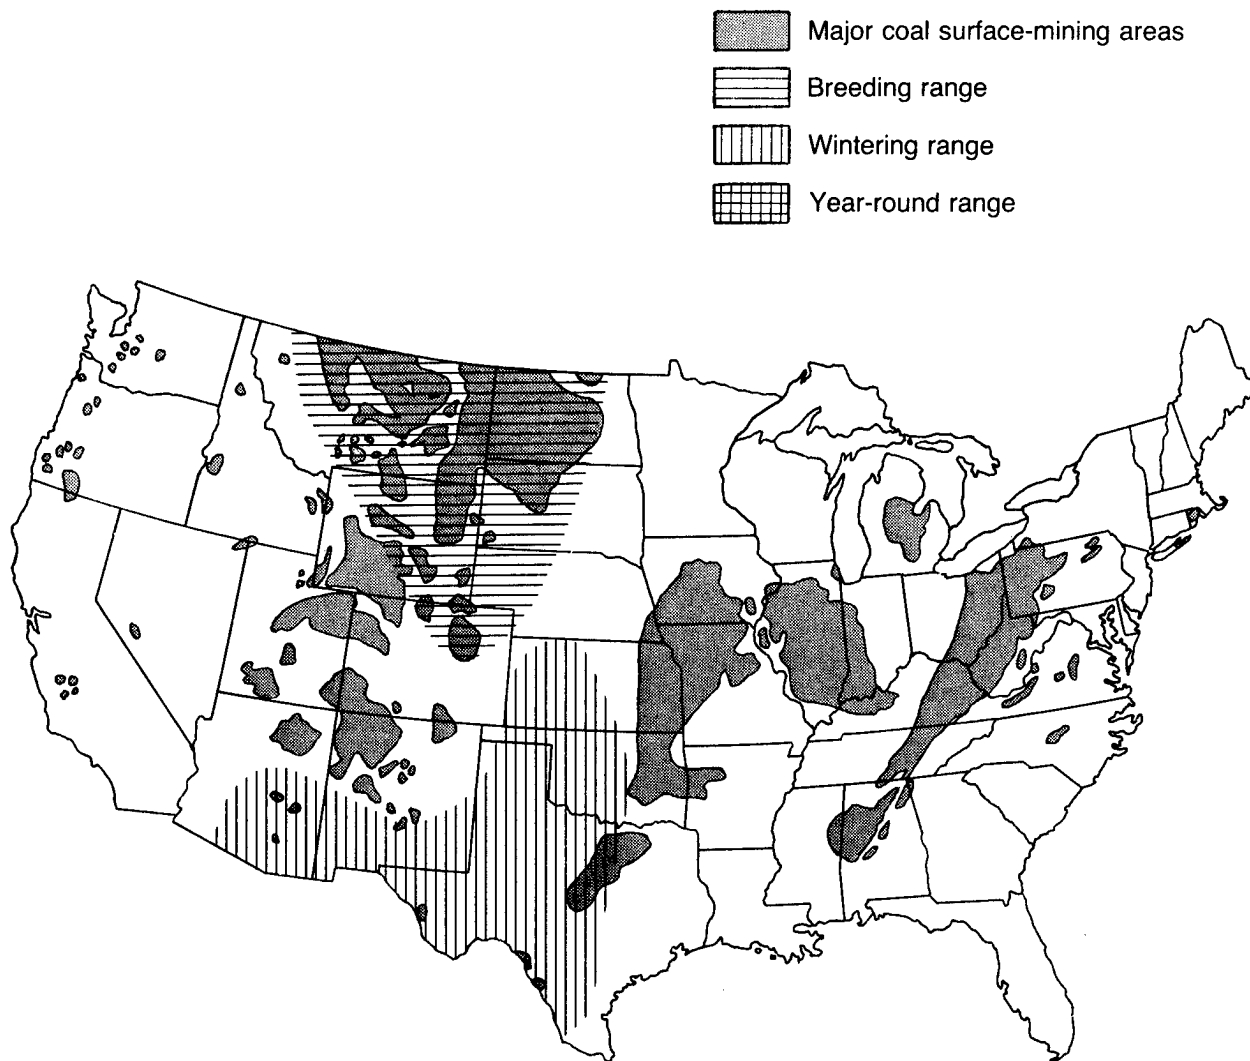 Major coal surface-mining areas
Breeding range
Wintering range
Year-round range